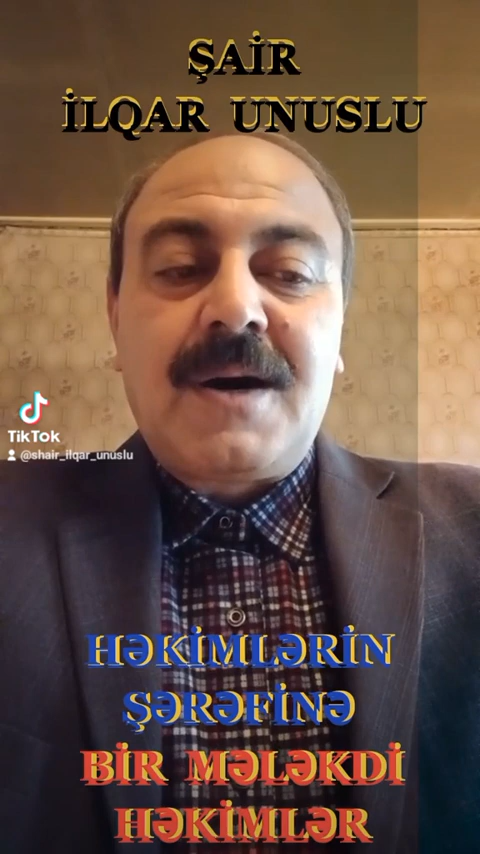 ŞAİR
İLQAR UNUSLU
TikTok
@shair_ilqar_unuslu
HƏKİMLƏRİN
ŞƏRƏFİNƏ
BİR MƏLƏKDİ
HƏKİMLƏR